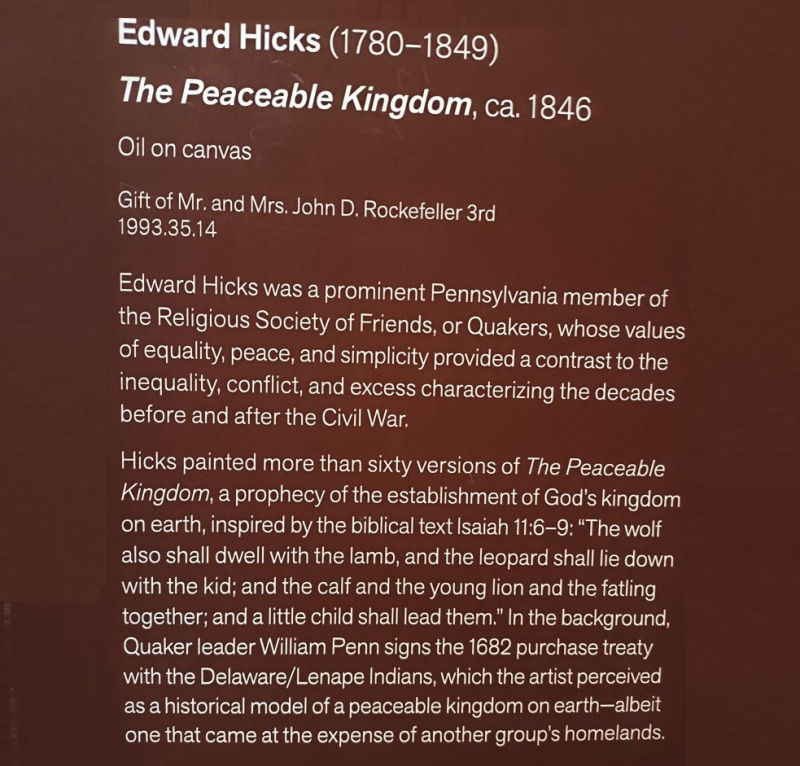 Edward Hicks (1780–1849)
The Peaceable Kingdom, ca. 1846
Oil on canvas
Gift of Mr. and Mrs. John D. Rockefeller 3rd
1993.35.14
Edward Hicks was a prominent Pennsylvania member of
the Religious Society of Friends, or Quakers, whose values
of equality, peace, and simplicity provided a contrast to the
inequality, conflict, and excess characterizing the decades
before and after the Civil War.
Hicks painted more than sixty versions of The Peaceable
Kingdom, a prophecy of the establishment of God's kingdom
on earth, inspired by the biblical text Isaiah 11:6–9: “The wolf
also shall dwell with the lamb, and the leopard shall lie down
with the kid; and the calf and the young lion and the fatling
together; and a little child shall lead them.” In the background,
Quaker leader William Penn signs the 1682 purchase treaty
with the Delaware/Lenape Indians, which the artist perceived
as a historical model of a peaceable kingdom on earth—albeit
one that came at the expense of another group's homelands.